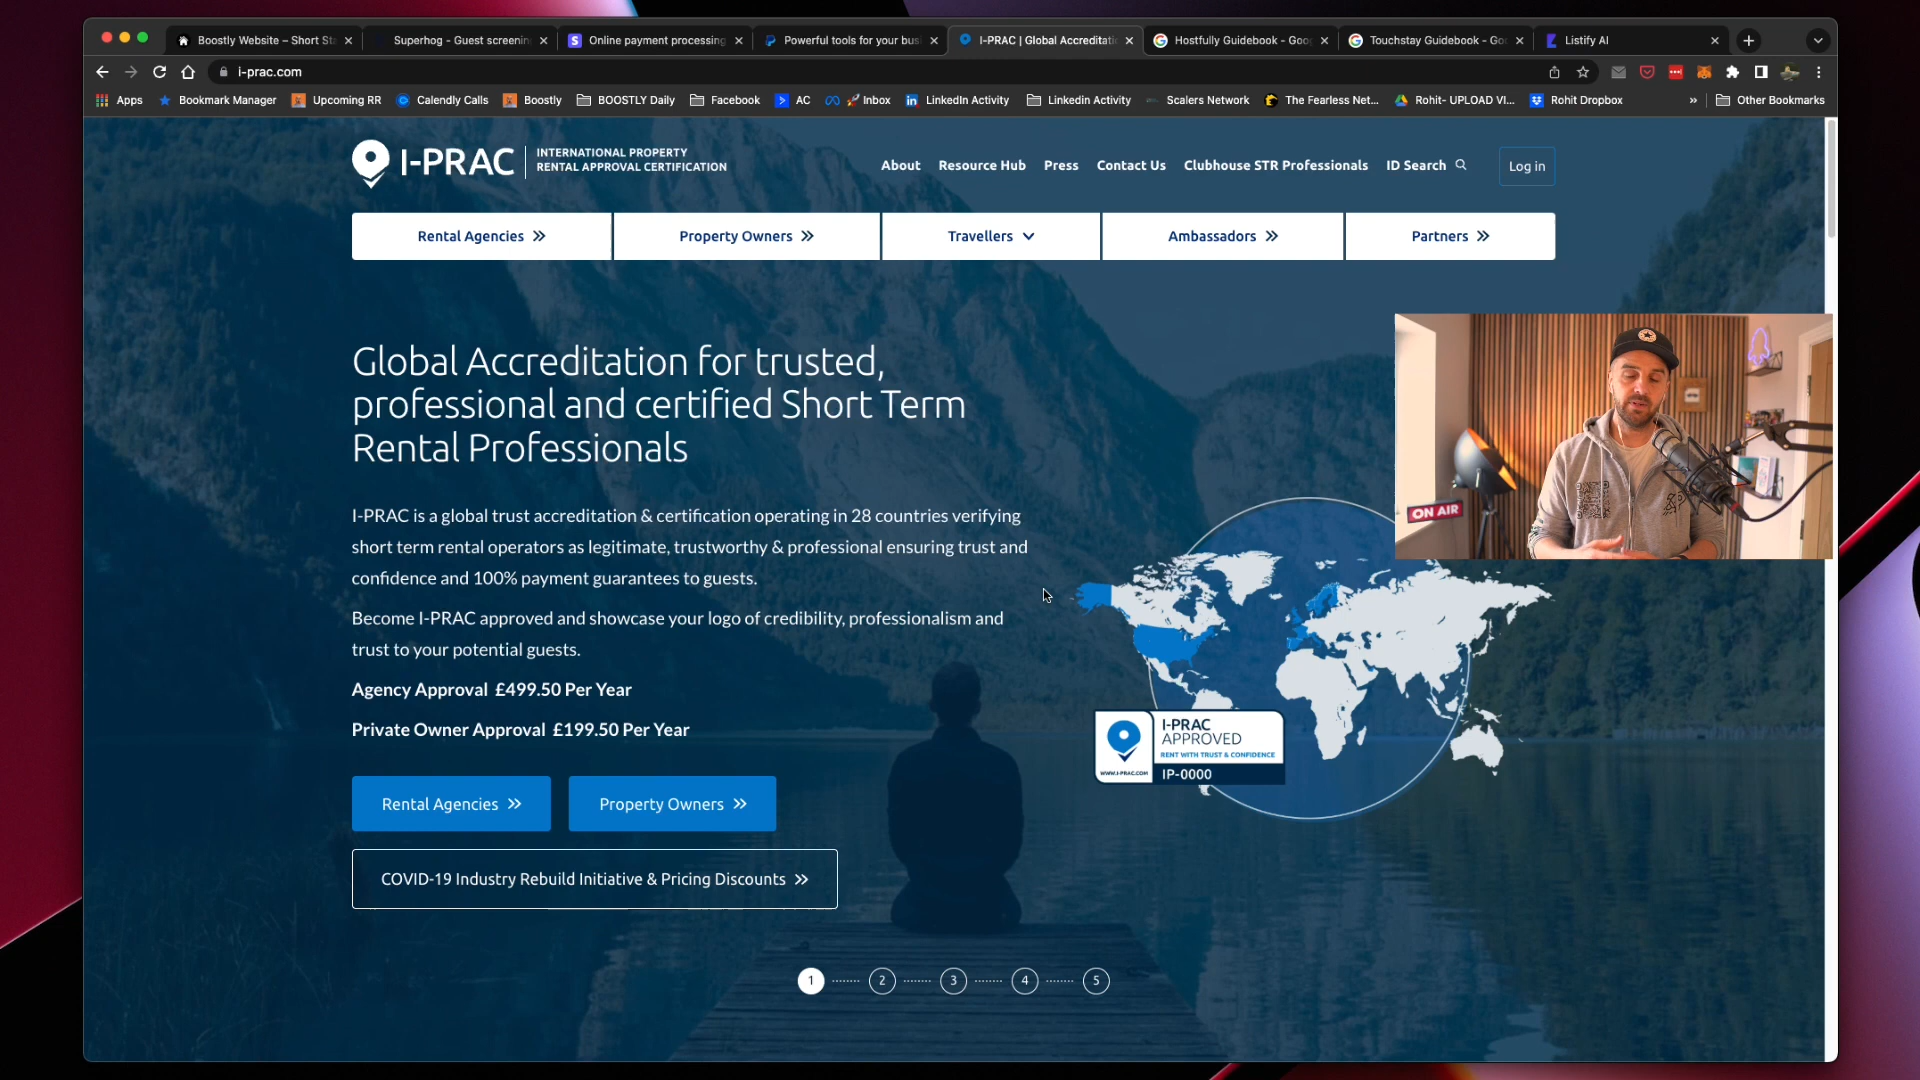 Boostly Website – Short Sta
Superhog - Guest screenin
Online payment processing
Powerful tools for your busi
I-PRAC | Global Accreditati
Hostfully Guidebook - Goog
Touchstay Guidebook - Go
Listify AI
i-prac.com
Apps
Bookmark Manager
Upcoming RR
Calendly Calls
Boostly
BOOSTLY Daily
Facebook
AC
Inbox
LinkedIn Activity
Linkedin Activity
Scalers Network
The Fearless Net...
Rohit- UPLOAD VI...
Rohit Dropbox
Other Bookmarks
I-PRAC
INTERNATIONAL PROPERTY
RENTAL APPROVAL CERTIFICATION
About
Resource Hub
Press
Contact Us
Clubhouse STR Professionals
ID Search
Log in
Rental Agencies
Property Owners
Travellers
Ambassadors
Partners
Global Accreditation for trusted,
professional and certified Short Term
Rental Professionals
I-PRAC is a global trust accreditation & certification operating in 28 countries verifying
short term rental operators as legitimate, trustworthy & professional ensuring trust and
confidence and 100% payment guarantees to guests.
Become I-PRAC approved and showcase your logo of credibility, professionalism and
trust to your potential guests.
Agency Approval £499.50 Per Year
Private Owner Approval £199.50 Per Year
Rental Agencies
Property Owners
COVID-19 Industry Rebuild Initiative & Pricing Discounts
ON AIR
I-PRAC
APPROVED
RENT WITH TRUST & CONFIDENCE
WWW.I-PRAC.COM
IP-0000
1
2
3
4
5